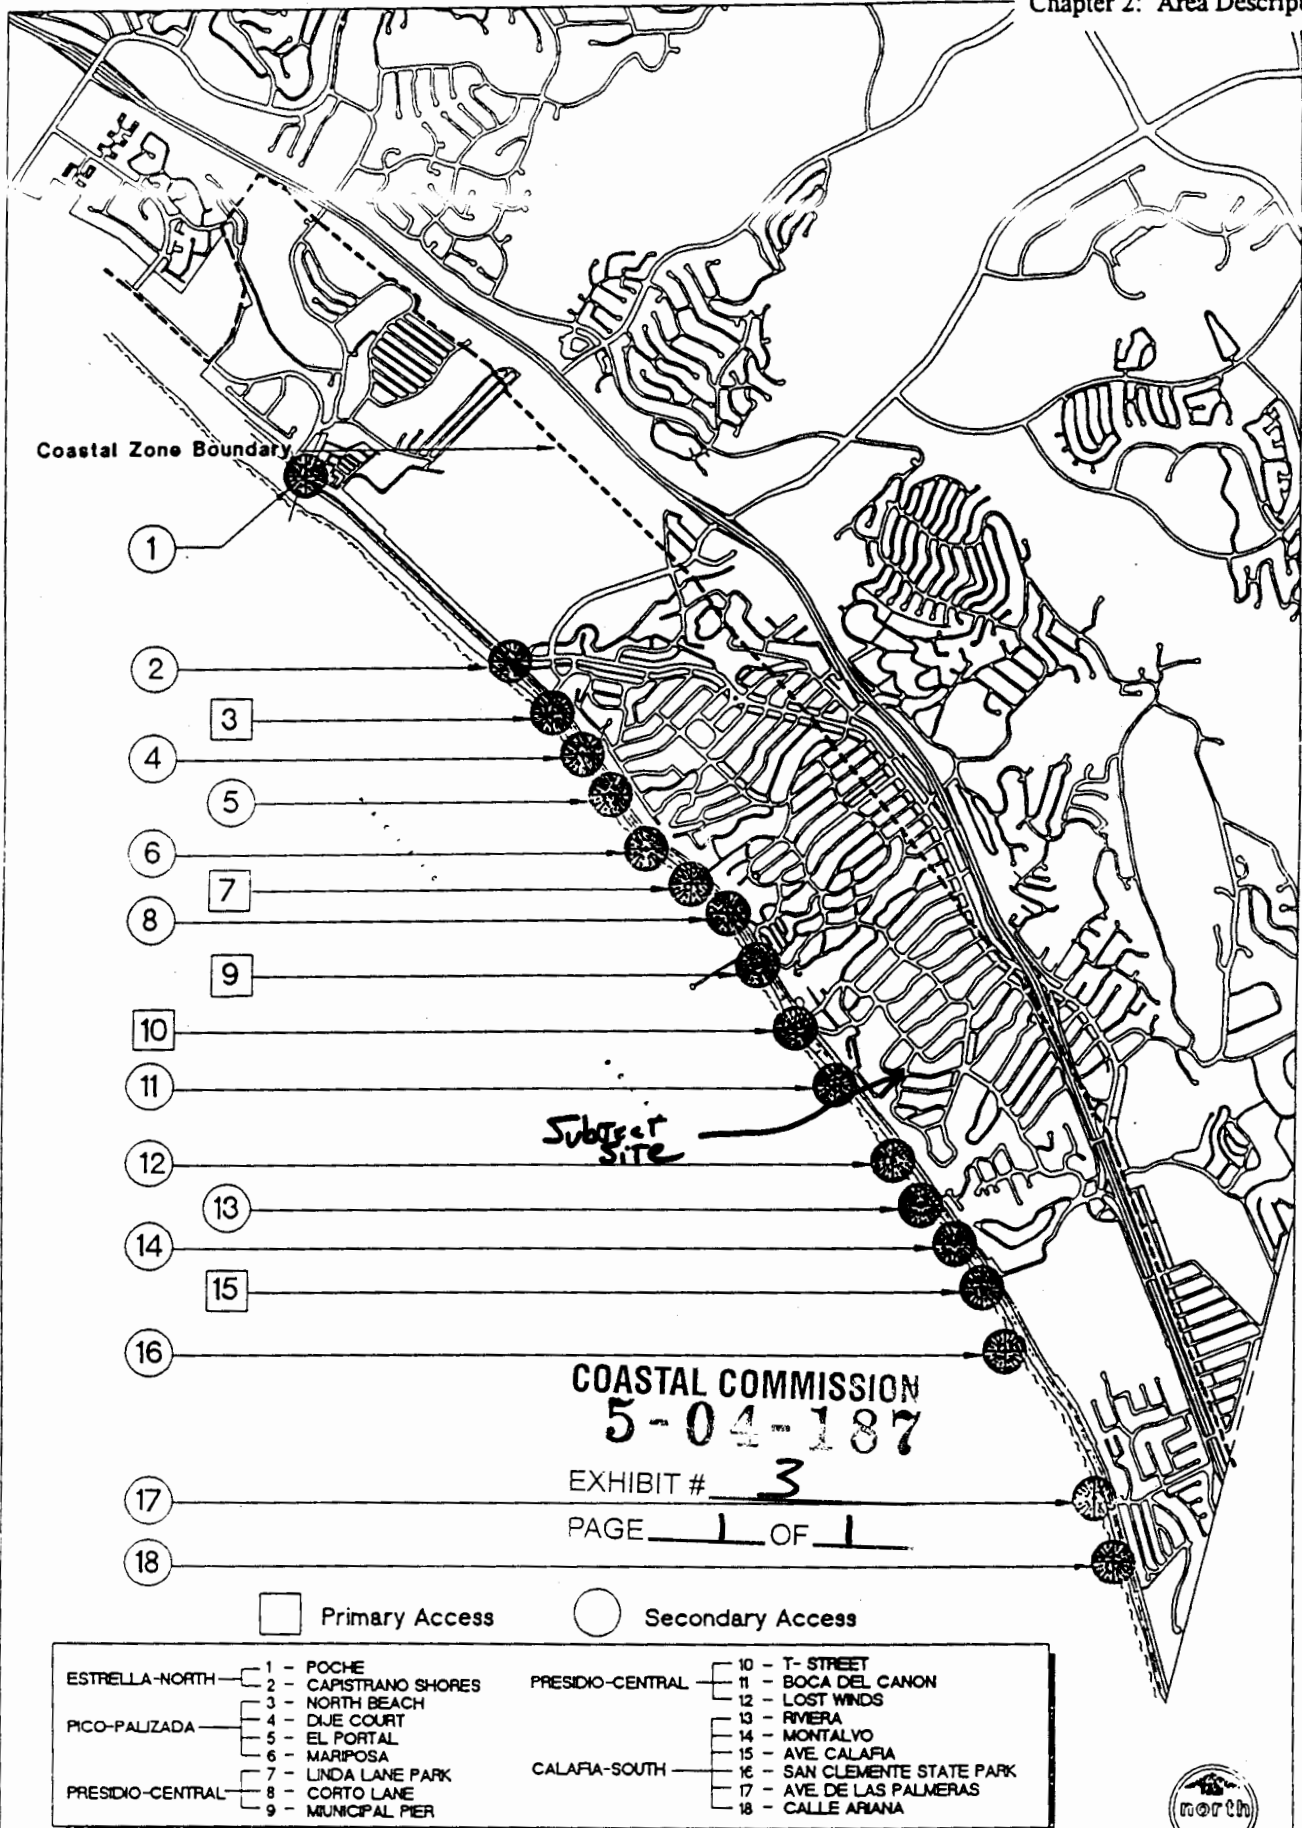 Chapter 2: Area Descrip
Coastal Zone Boundary
1
2
3
4
5
6
7
8
9
10
11
Subject
Site
12
13
14
15
16
COASTAL COMMISSION
5-04-187
EXHIBIT # 3
PAGE 1 OF 1
17
18
Primary Access
Secondary Access
ESTRELLA-NORTH
1 - POCHE
2 - CAPISTRANO SHORES
PICO-PALIZADA
3 - NORTH BEACH
4 - DIJE COURT
5 - EL PORTAL
6 - MARIPOSA
PRESIDIO-CENTRAL
7 - LINDA LANE PARK
8 - CORTO LANE
9 - MUNICIPAL PIER
PRESIDIO-CENTRAL
10 - T- STREET
11 - BOCA DEL CANON
12 - LOST WINDS
CALAFIA-SOUTH
13 - RIVIERA
14 - MONTALVO
15 - AVE. CALAFIA
16 - SAN CLEMENTE STATE PARK
17 - AVE. DE LAS PALMERAS
18 - CALLE ARIANA
north